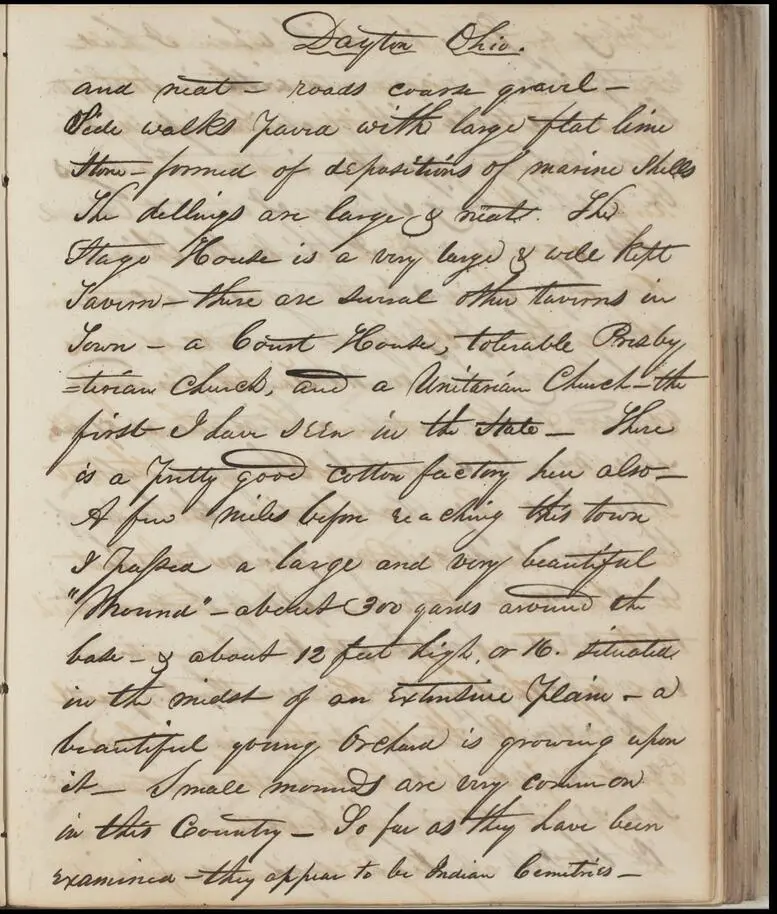 Dayton Ohio.
and neat – roads coarse gravel –
Side walks paved with large flat lime
stone – formed of depositions of marine Shells
The dellings are large & neat. The
Stage House is a very large & well kept
Tavern – there are several other taverns in
Town – a Court House, tolerable Presby
=terian Church, and a Unitarian Church – the
first I have seen in the State – There
is a pretty good cotton factory here also –
A few miles before reaching this town
I passed a large and very beautiful
"Mound" – about 300 yards around the
base – & about 12 feet high, or 16. situated
in the midst of an Extensive Plain – a
beautiful young Orchard is growing upon
it – Small mounds are very common
in this Country – So far as they have been
examined – they appear to be Indian Cemitries –